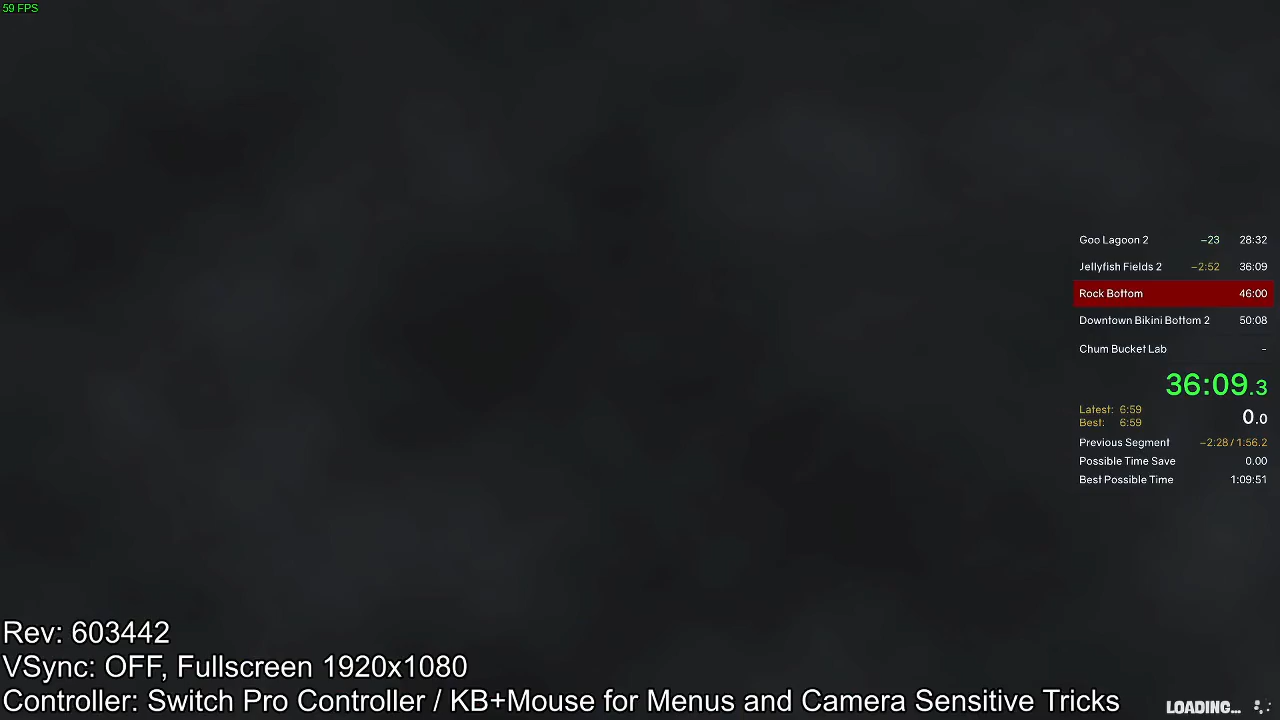 59 FPS
Goo Lagoon 2 −23 28:32
Jellyfish Fields 2 −2:52 36:09
Rock Bottom 46:00
Downtown Bikini Bottom 2 50:08
Chum Bucket Lab -
36:09.3
Latest: 6:59
Best: 6:59 0.0
Previous Segment −2:28 / 1:56.2
Possible Time Save 0.00
Best Possible Time 1:09:51
Rev: 603442
VSync: OFF, Fullscreen 1920x1080
Controller: Switch Pro Controller / KB+Mouse for Menus and Camera Sensitive Tricks
LOADING...